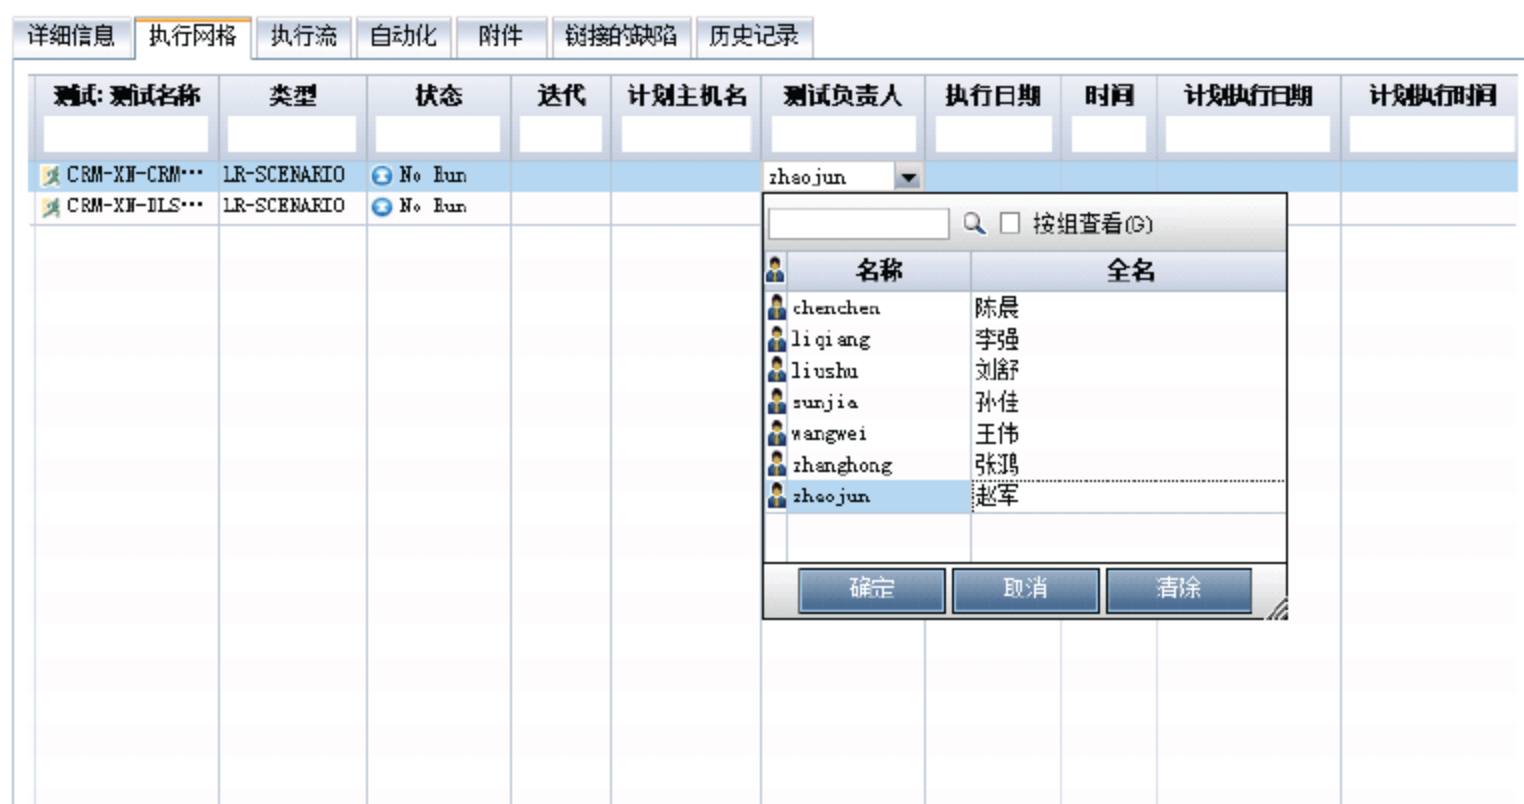 详细信息 执行网格 执行流 自动化 附件 链接的缺陷 历史记录
测试: 测试名称 类型 状态 迭代 计划主机名 测试负责人 执行日期 时间 计划执行日期 计划执行时间
CRM-XN-CRM··· LR-SCENARIO No Run zhaojun
CRM-XN-DLS··· LR-SCENARIO No Run
按组查看(G)
名称 全名
chenchen 陈晨
liqiang 李强
liushu 刘舒
sunjia 孙佳
wangwei 王伟
zhanghong 张鸿
zhaojun 赵军
确定 取消 清除